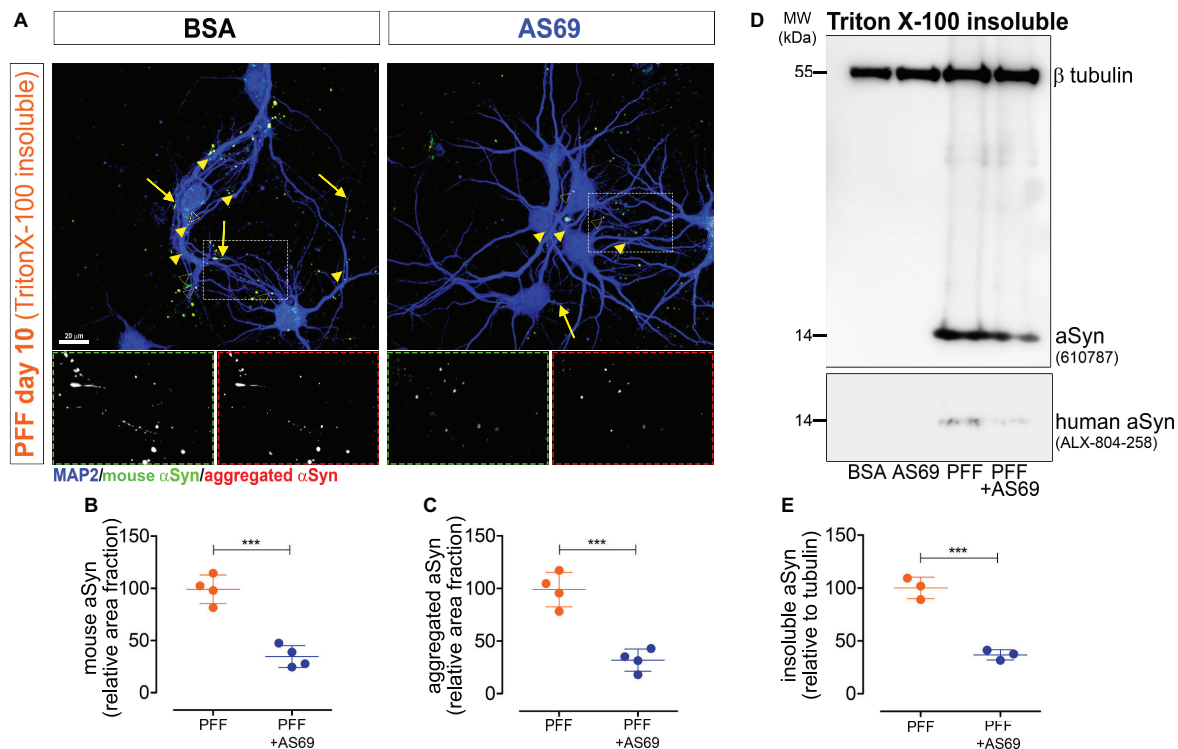 A
BSA
AS69
PFF day 10 (TritonX-100 insoluble)
20 µm
MAP2/mouse αSyn/aggregated αSyn
D
MW
(kDa)
Triton X-100 insoluble
55
β tubulin
14
aSyn
(610787)
14
human aSyn
(ALX-804-258)
BSA AS69 PFF PFF
+AS69
B
mouse aSyn
(relative area fraction)
150
100
50
0
***
PFF
PFF
+AS69
C
aggregated aSyn
(relative area fraction)
150
100
50
0
***
PFF
PFF
+AS69
E
insoluble aSyn
(relative to tubulin)
150
100
50
0
***
PFF
PFF
+AS69